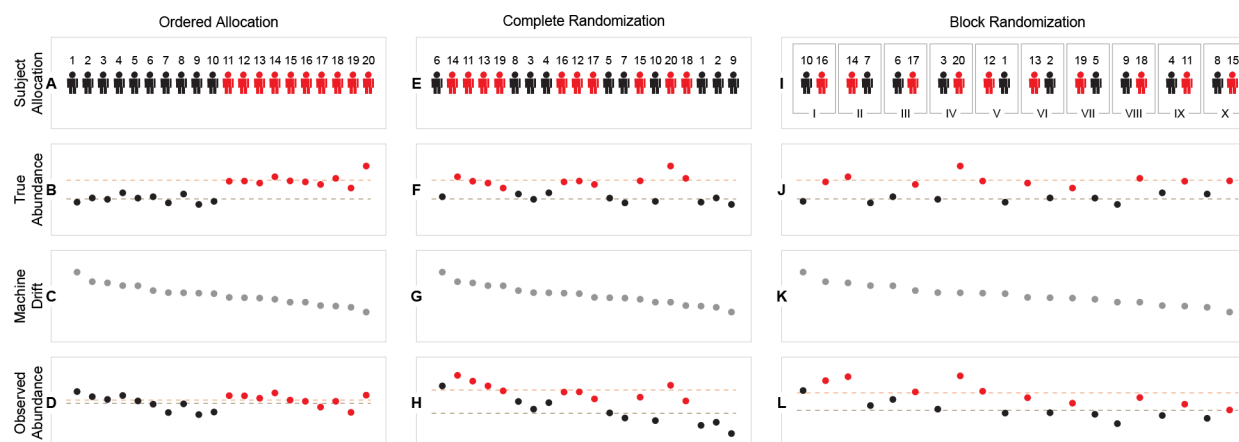 Ordered Allocation
Complete Randomization
Block Randomization
Subject
Allocation
A
1 2 3 4 5 6 7 8 9 10 11 12 13 14 15 16 17 18 19 20
E
6 14 11 13 19 8 3 4 16 12 17 5 7 15 10 20 18 1 2 9
I
10 16 14 7 6 17 3 20 12 1 13 2 19 5 9 18 4 11 8 15
I II III IV V VI VII VIII IX X
True
Abundance
B
F
J
Machine
Drift
C
G
K
Observed
Abundance
D
H
L